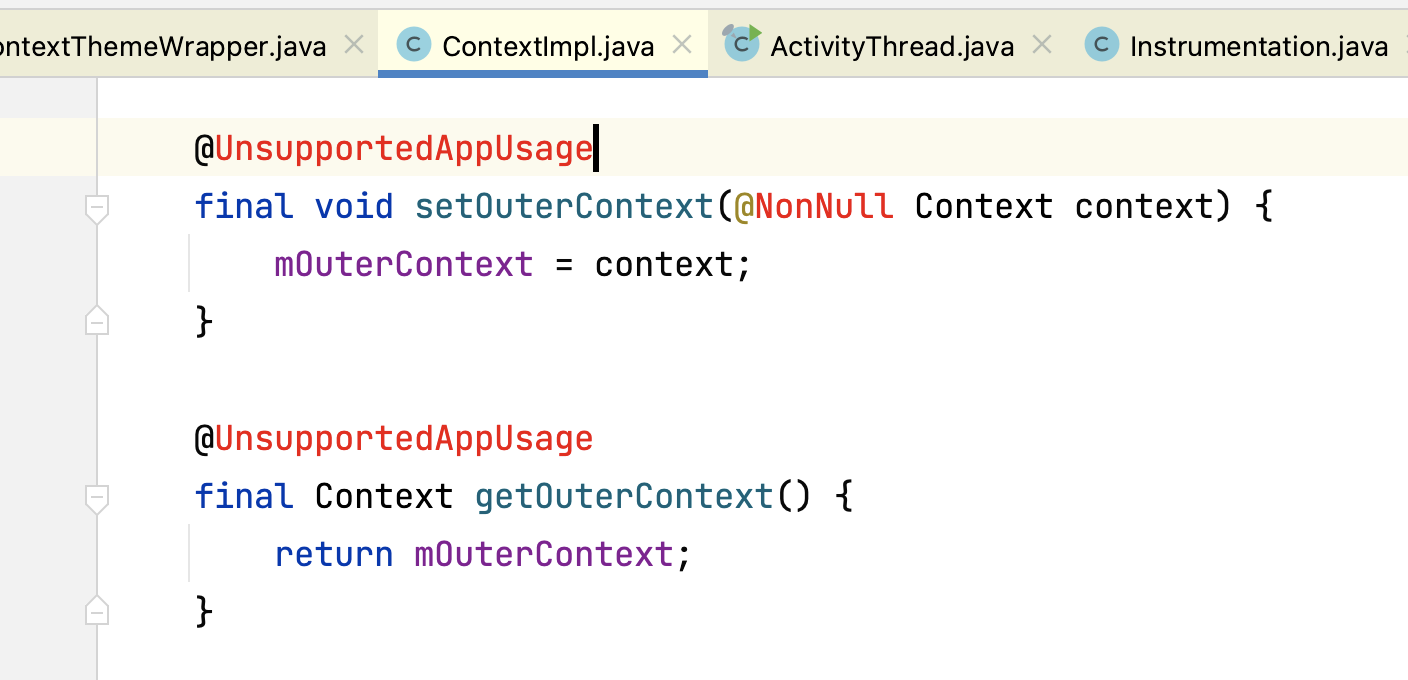 ontextThemeWrapper.java ContextImpl.java ActivityThread.java Instrumentation.java
@UnsupportedAppUsage
final void setOuterContext(@NonNull Context context) {
mOuterContext = context;
}
@UnsupportedAppUsage
final Context getOuterContext() {
return mOuterContext;
}